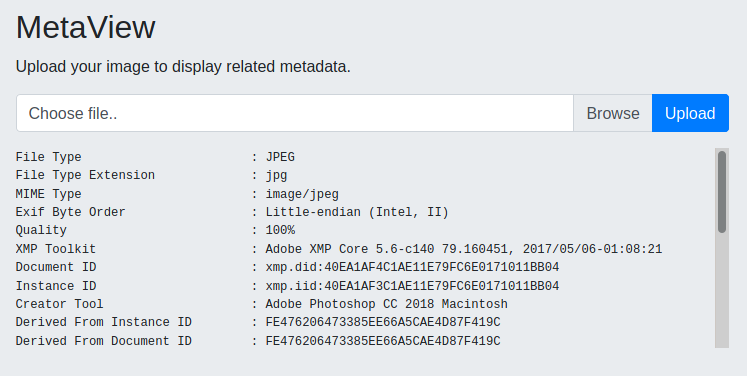 MetaView
Upload your image to display related metadata.
Choose file.. Browse Upload
File Type : JPEG
File Type Extension : jpg
MIME Type : image/jpeg
Exif Byte Order : Little-endian (Intel, II)
Quality : 100%
XMP Toolkit : Adobe XMP Core 5.6-c140 79.160451, 2017/05/06-01:08:21
Document ID : xmp.did:40EA1AF4C1AE11E79FC6E0171011BB04
Instance ID : xmp.iid:40EA1AF3C1AE11E79FC6E0171011BB04
Creator Tool : Adobe Photoshop CC 2018 Macintosh
Derived From Instance ID : FE476206473385EE66A5CAE4D87F419C
Derived From Document ID : FE476206473385EE66A5CAE4D87F419C